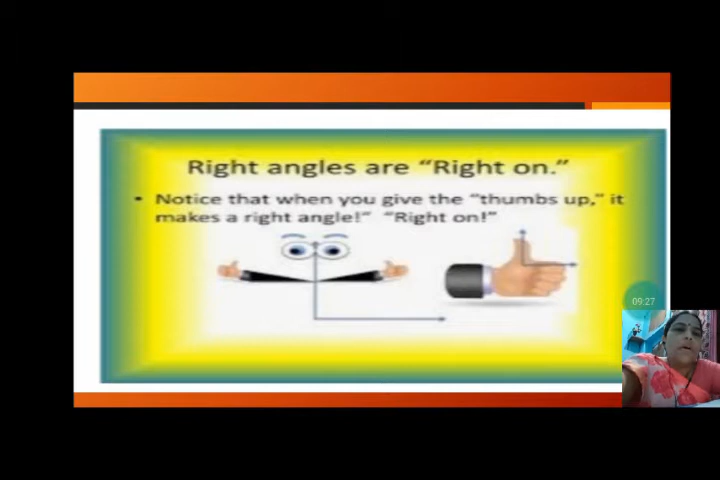 Right angles are “Right on.”
• Notice that when you give the “thumbs up,” it
makes a right angle!” “Right on!”
09:27